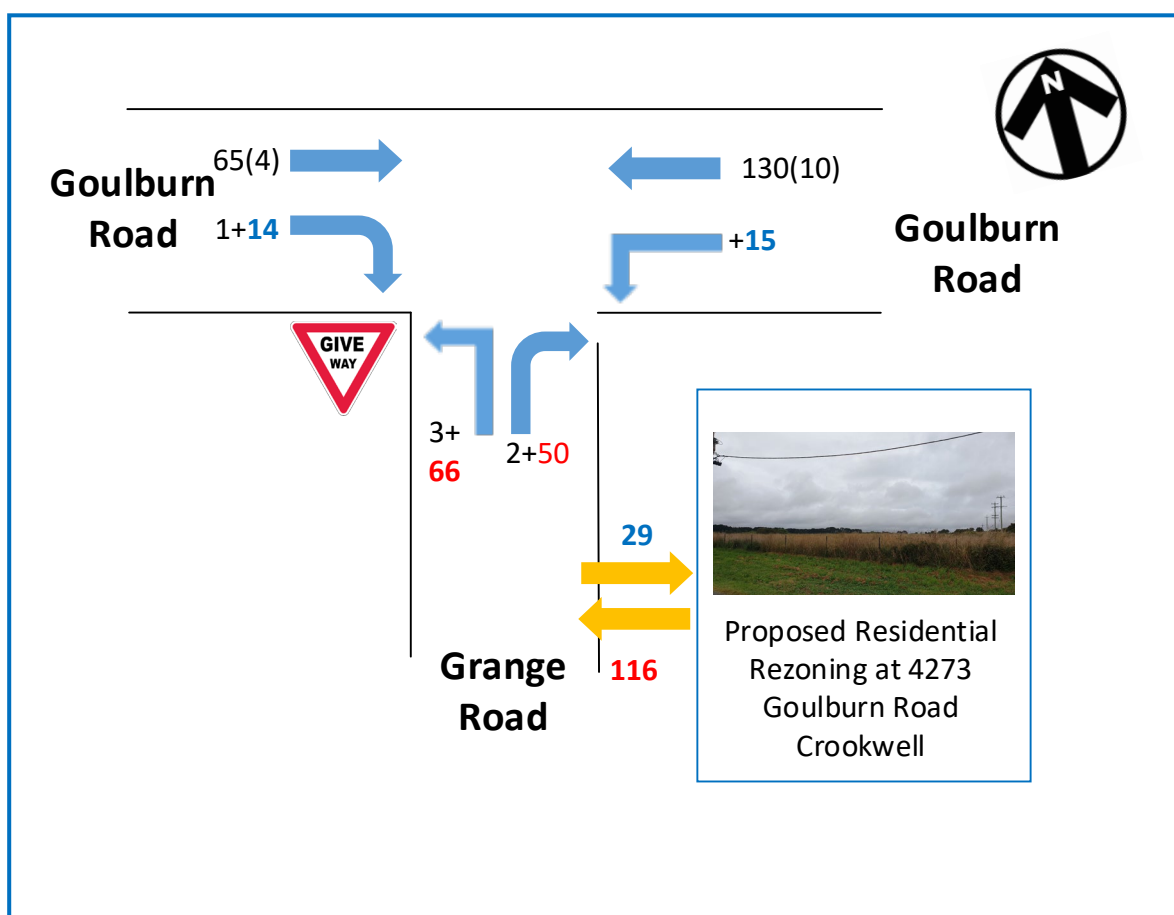 N
65(4)
130(10)
Goulburn
Road
1+14
+15
Goulburn
Road
GIVE
WAY
3+
66
2+50
29
116
Grange
Road
Proposed Residential
Rezoning at 4273
Goulburn Road
Crookwell